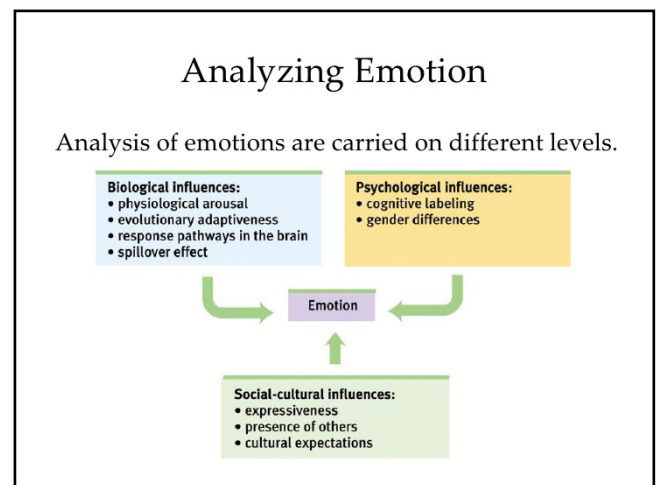 Analyzing Emotion
Analysis of emotions are carried on different levels.
Biological influences:
• physiological arousal
• evolutionary adaptiveness
• response pathways in the brain
• spillover effect
Psychological influences:
• cognitive labeling
• gender differences
Emotion
Social-cultural influences:
• expressiveness
• presence of others
• cultural expectations